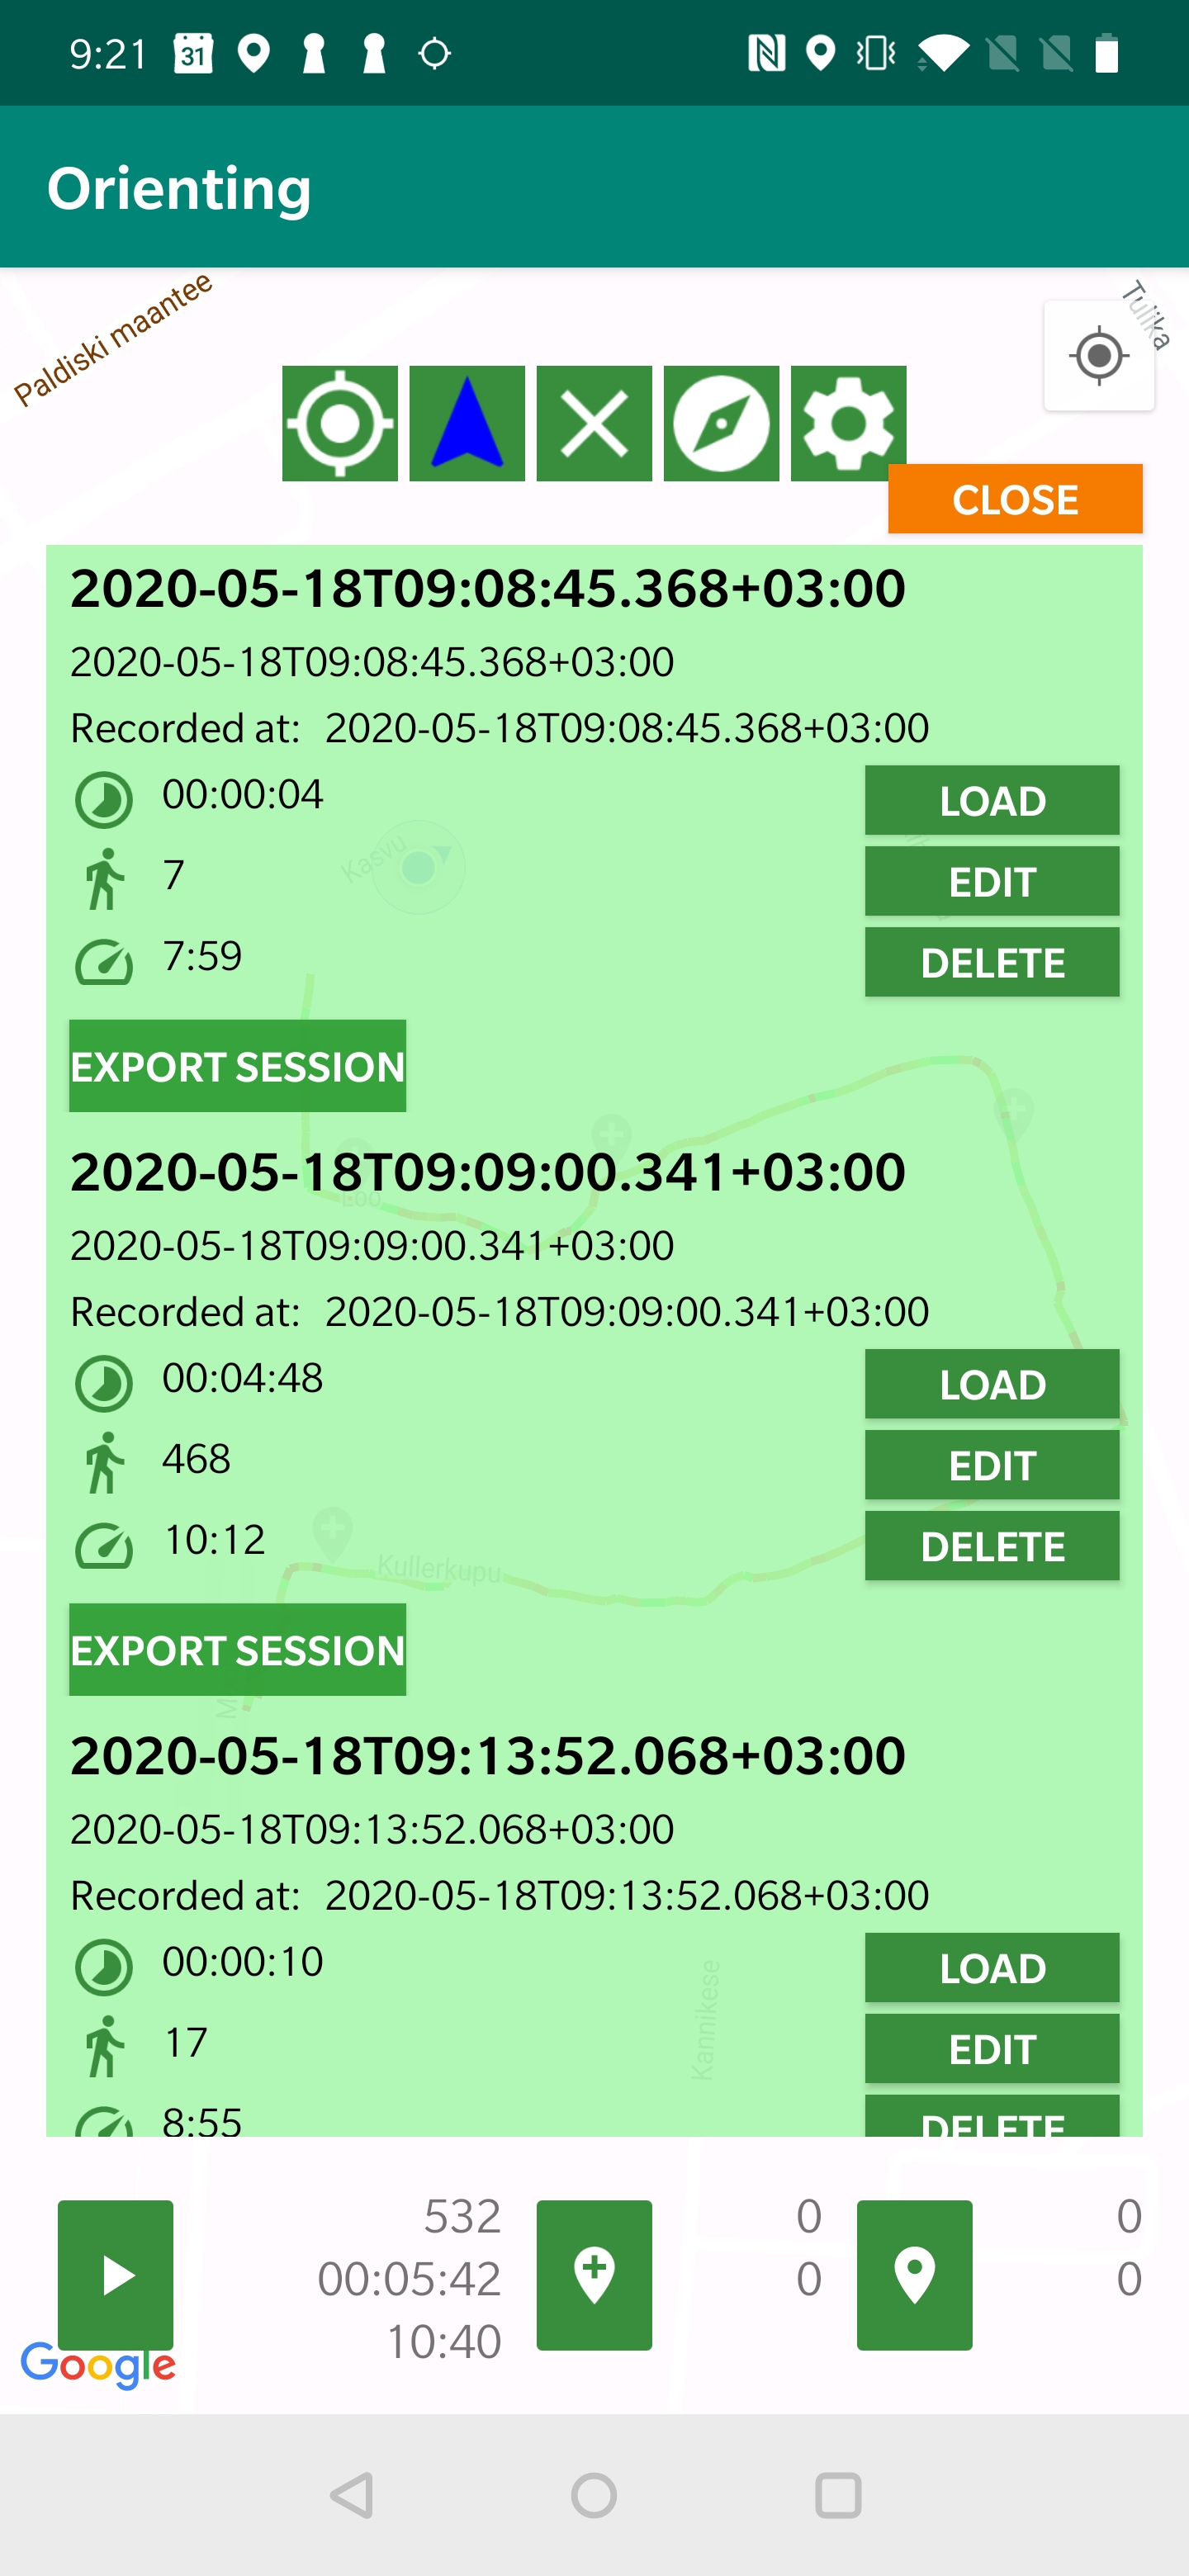 9:21
31
Orienting
Paldiski maantee
Tulika
CLOSE
2020-05-18T09:08:45.368+03:00
2020-05-18T09:08:45.368+03:00
Recorded at: 2020-05-18T09:08:45.368+03:00
00:00:04
LOAD
Kasvu
7
EDIT
7:59
DELETE
EXPORT SESSION
2020-05-18T09:09:00.341+03:00
Loo
2020-05-18T09:09:00.341+03:00
Recorded at: 2020-05-18T09:09:00.341+03:00
00:04:48
LOAD
468
EDIT
10:12
DELETE
Kullerkupu
EXPORT SESSION
2020-05-18T09:13:52.068+03:00
2020-05-18T09:13:52.068+03:00
Recorded at: 2020-05-18T09:13:52.068+03:00
00:00:10
LOAD
Kannikese
17
EDIT
8:55
DELETE
532
0
0
00:05:42
0
0
10:40
Google